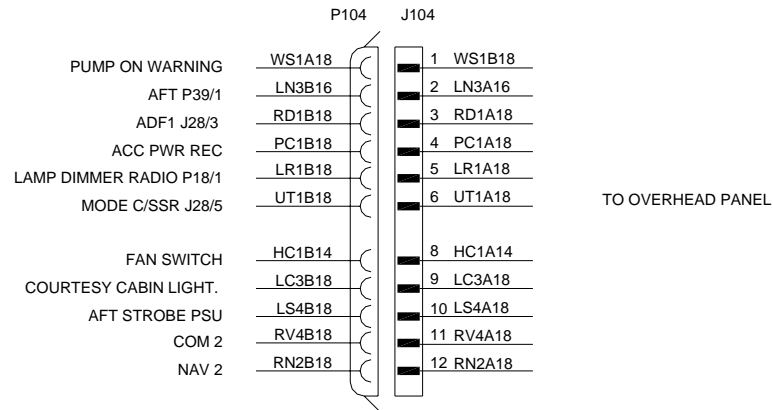 P104 J104
PUMP ON WARNING WS1A18 1 WS1B18
AFT P39/1 LN3B16 2 LN3A16
ADF1 J28/3 RD1B18 3 RD1A18
ACC PWR REC PC1B18 4 PC1A18
LAMP DIMMER RADIO P18/1 LR1B18 5 LR1A18
MODE C/SSR J28/5 UT1B18 6 UT1A18 TO OVERHEAD PANEL
FAN SWITCH HC1B14 8 HC1A14
COURTESY CABIN LIGHT. LC3B18 9 LC3A18
AFT STROBE PSU LS4B18 10 LS4A18
COM 2 RV4B18 11 RV4A18
NAV 2 RN2B18 12 RN2A18